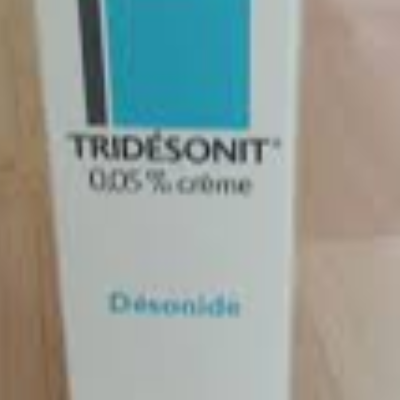 TRIDÉSONIT®
0,05 % crème
Désonide